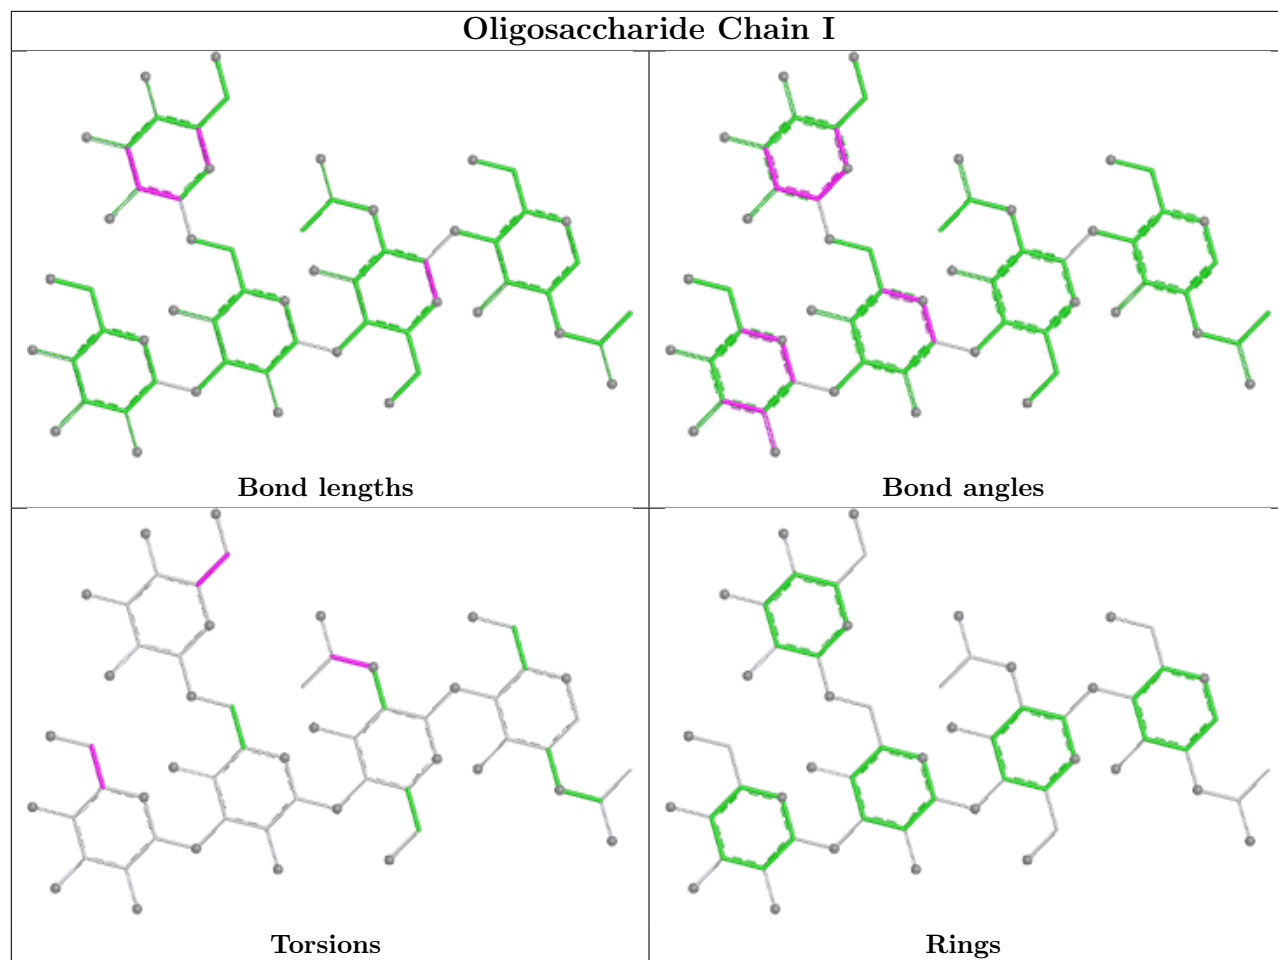 Oligosaccharide Chain I
Bond lengths
Bond angles
Torsions
Rings